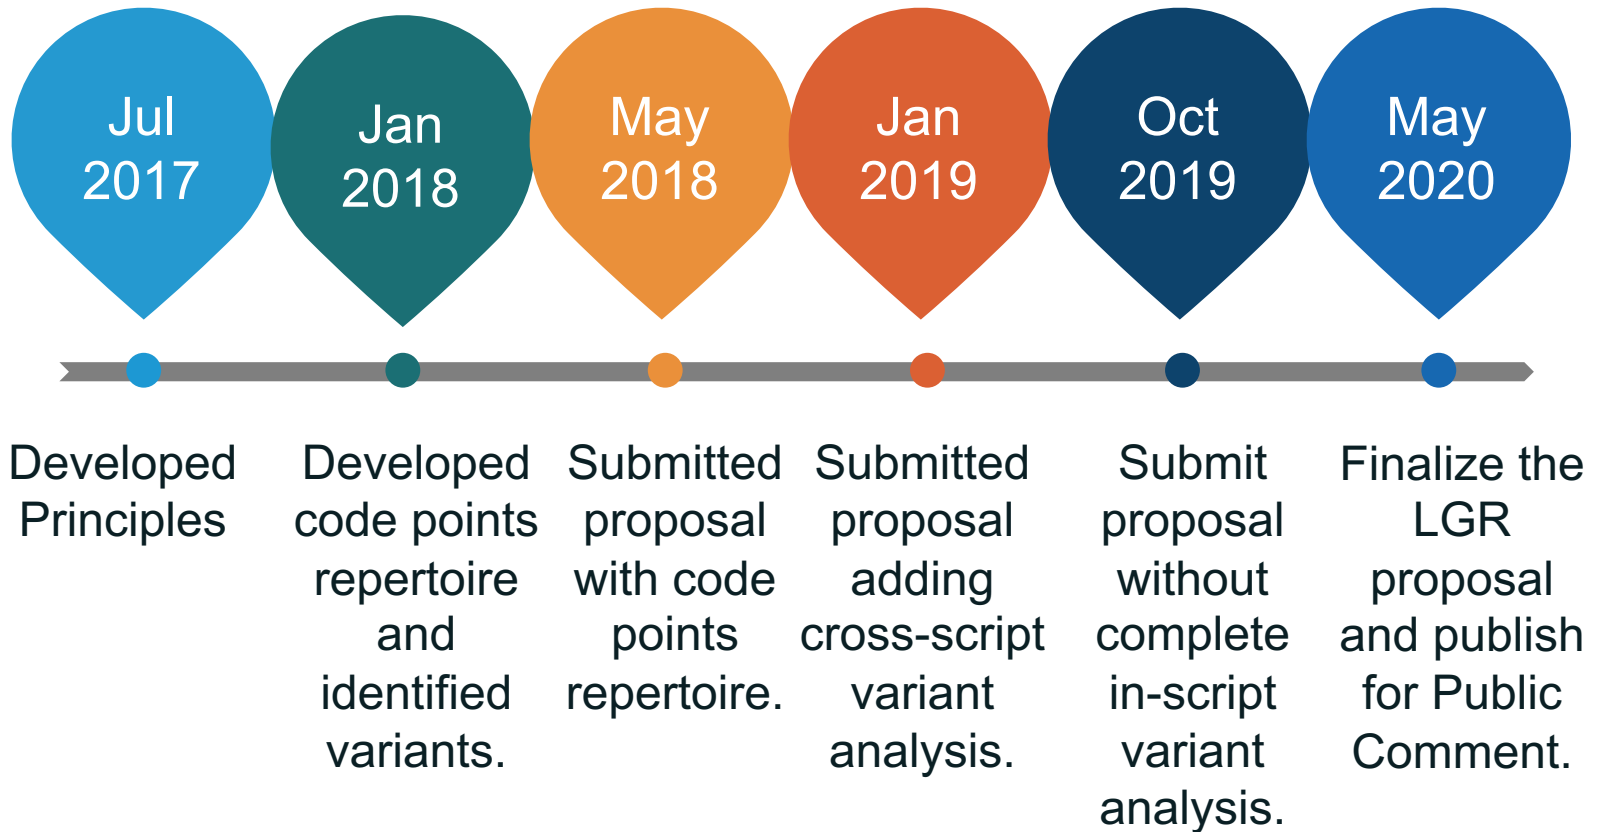 Jul
2017
Jan
2018
May
2018
Jan
2019
Oct
2019
May
2020
Developed
Principles
Developed
code points
repertoire
and
identified
variants.
Submitted
proposal
with code
points
repertoire.
Submitted
proposal
adding
cross-script
variant
analysis.
Submit
proposal
without
complete
in-script
variant
analysis.
Finalize the
LGR
proposal
and publish
for Public
Comment.